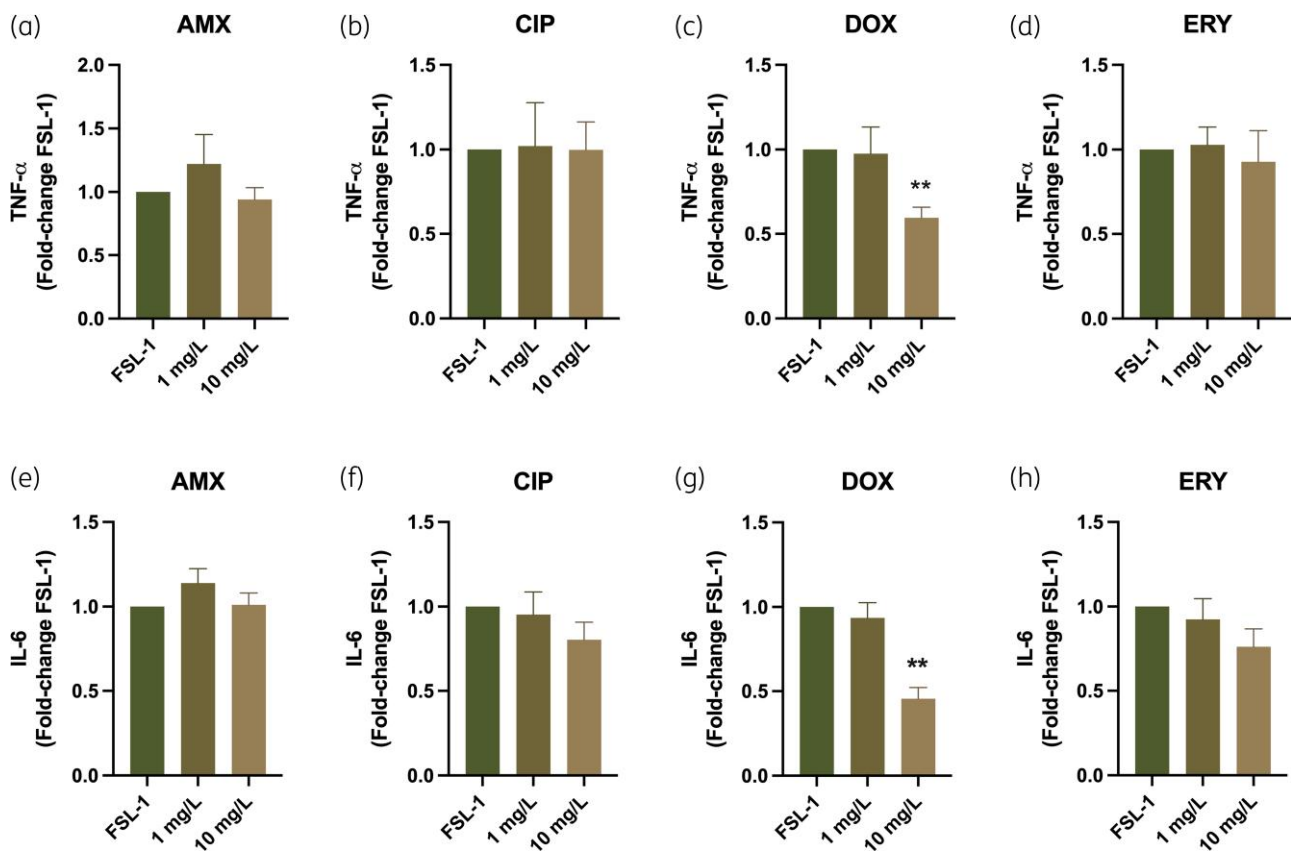 (a) AMX
TNF-α
(Fold-change FSL-1)
2.0
1.5
1.0
0.5
0.0
FSL-1
1 mg/L
10 mg/L
(b) CIP
TNF-α
(Fold-change FSL-1)
1.5
1.0
0.5
0.0
FSL-1
1 mg/L
10 mg/L
(c) DOX
TNF-α
(Fold-change FSL-1)
1.5
1.0
0.5
0.0
**
FSL-1
1 mg/L
10 mg/L
(d) ERY
TNF-α
(Fold-change FSL-1)
1.5
1.0
0.5
0.0
FSL-1
1 mg/L
10 mg/L
(e) AMX
IL-6
(Fold-change FSL-1)
1.5
1.0
0.5
0.0
FSL-1
1 mg/L
10 mg/L
(f) CIP
IL-6
(Fold-change FSL-1)
1.5
1.0
0.5
0.0
FSL-1
1 mg/L
10 mg/L
(g) DOX
IL-6
(Fold-change FSL-1)
1.5
1.0
0.5
0.0
**
FSL-1
1 mg/L
10 mg/L
(h) ERY
IL-6
(Fold-change FSL-1)
1.5
1.0
0.5
0.0
FSL-1
1 mg/L
10 mg/L